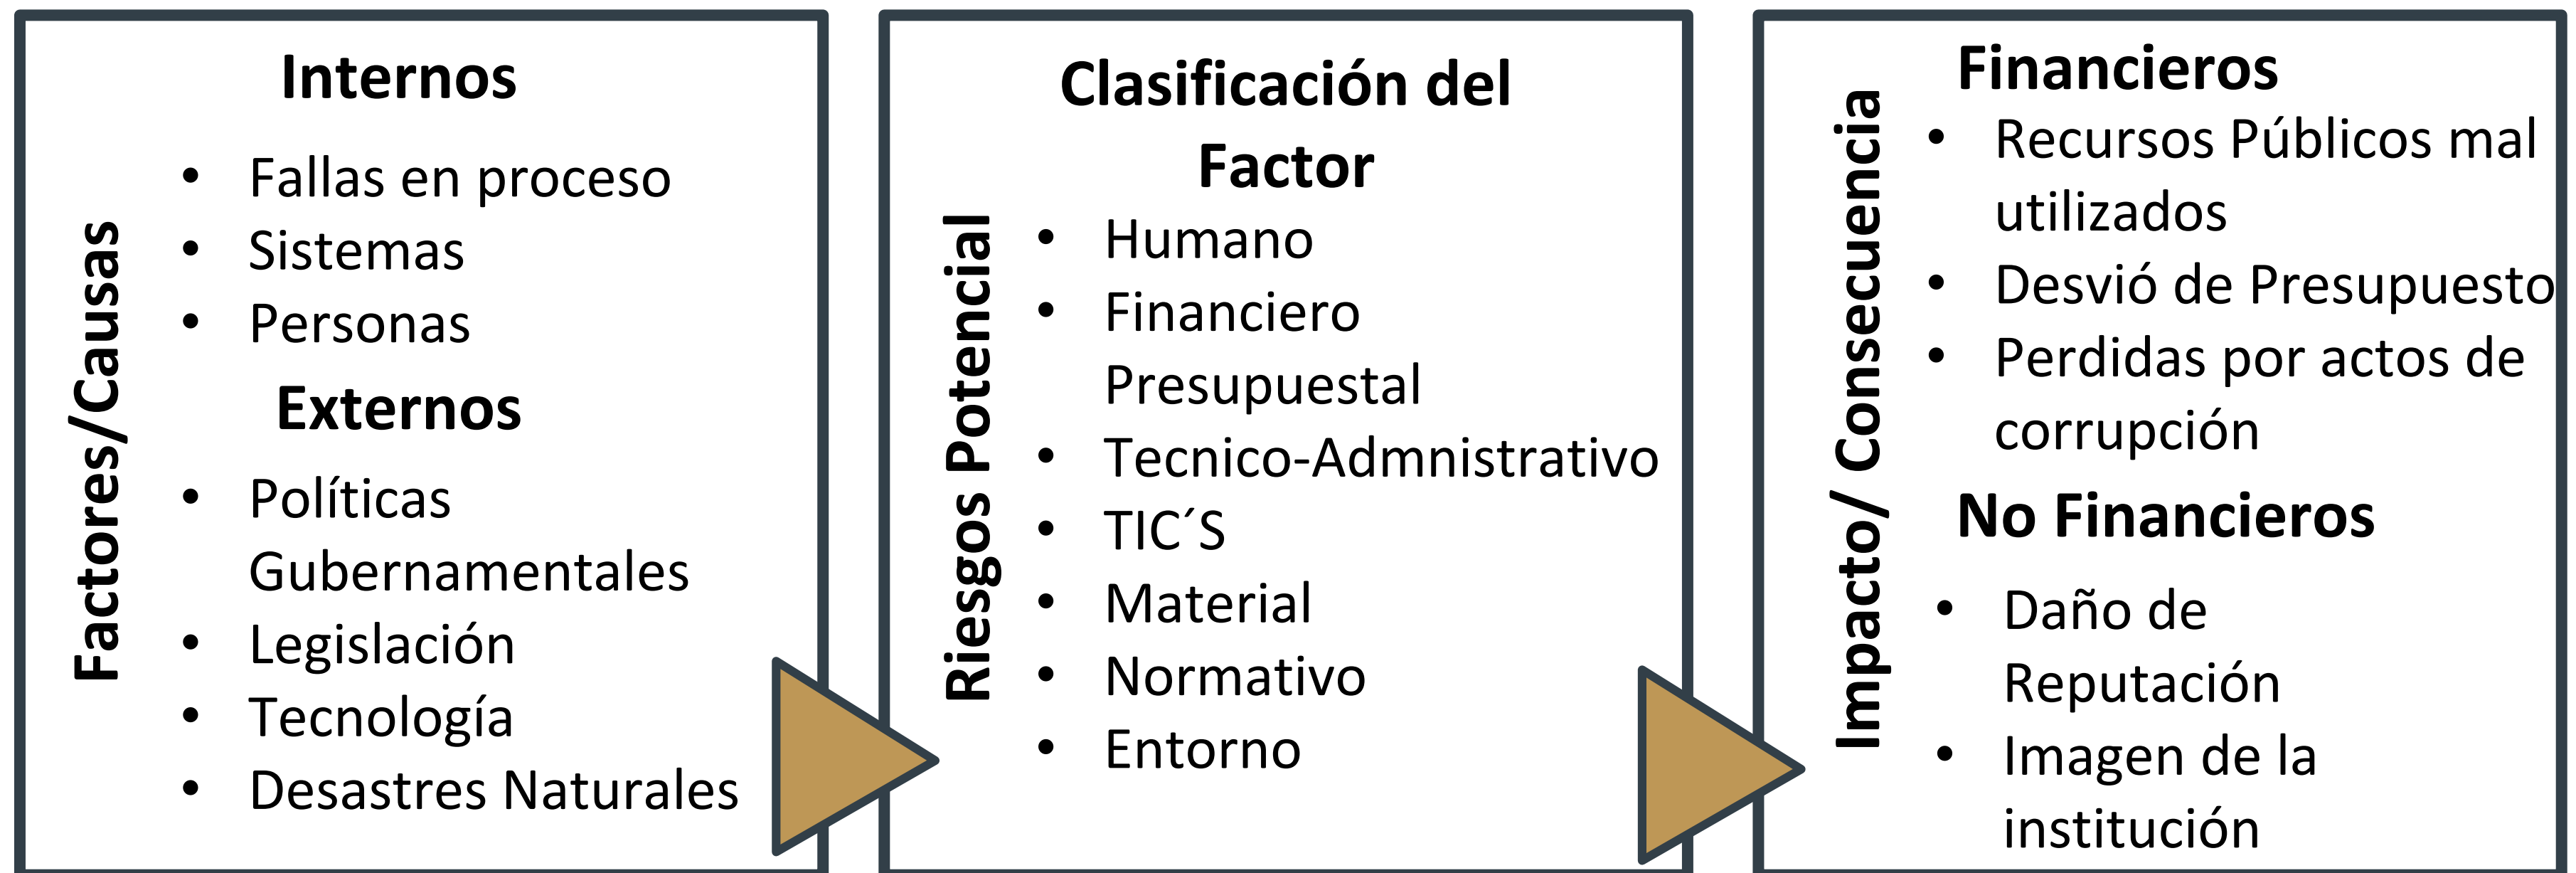 Factores/Causas
Internos
• Fallas en proceso
• Sistemas
• Personas
Externos
• Políticas
Gubernamentales
• Legislación
• Tecnología
• Desastres Naturales
Riesgos Potencial
Clasificación del
Factor
• Humano
• Financiero
Presupuestal
• Tecnico-Admnistrativo
• TIC´S
• Material
• Normativo
• Entorno
Impacto/ Consecuencia
Financieros
• Recursos Públicos mal
utilizados
• Desvió de Presupuesto
• Perdidas por actos de
corrupción
No Financieros
• Daño de
Reputación
• Imagen de la
institución